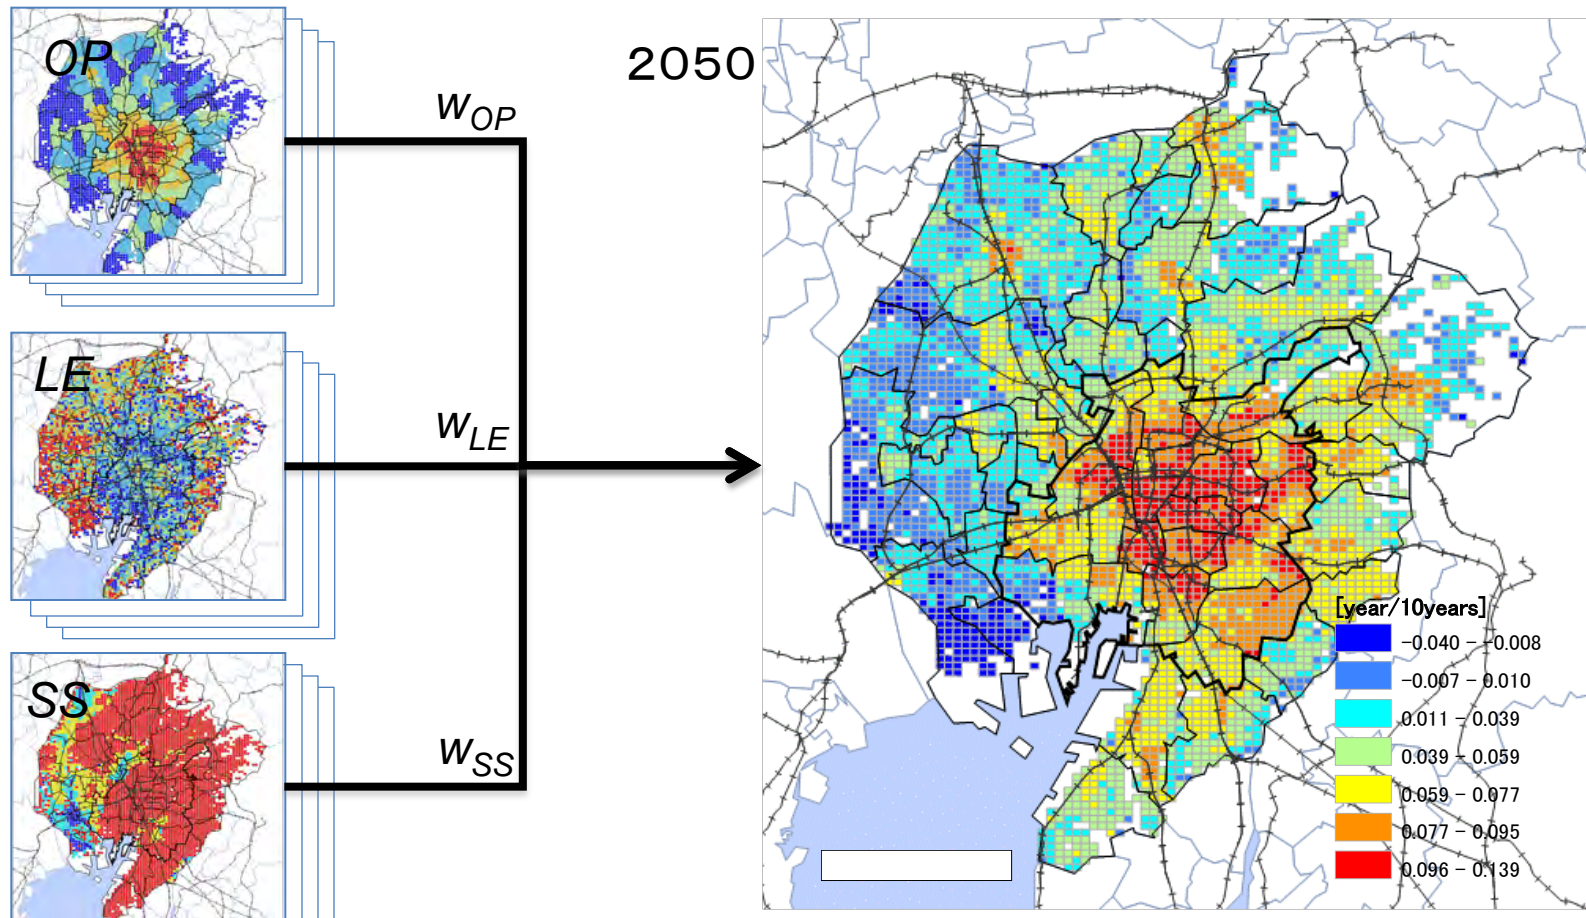 OP
w_OP
2050
LE
w_LE
SS
w_SS
[year/10years]
-0.040 - -0.008
-0.007 - 0.010
0.011 - 0.039
0.039 - 0.059
0.059 - 0.077
0.077 - 0.095
0.096 - 0.139